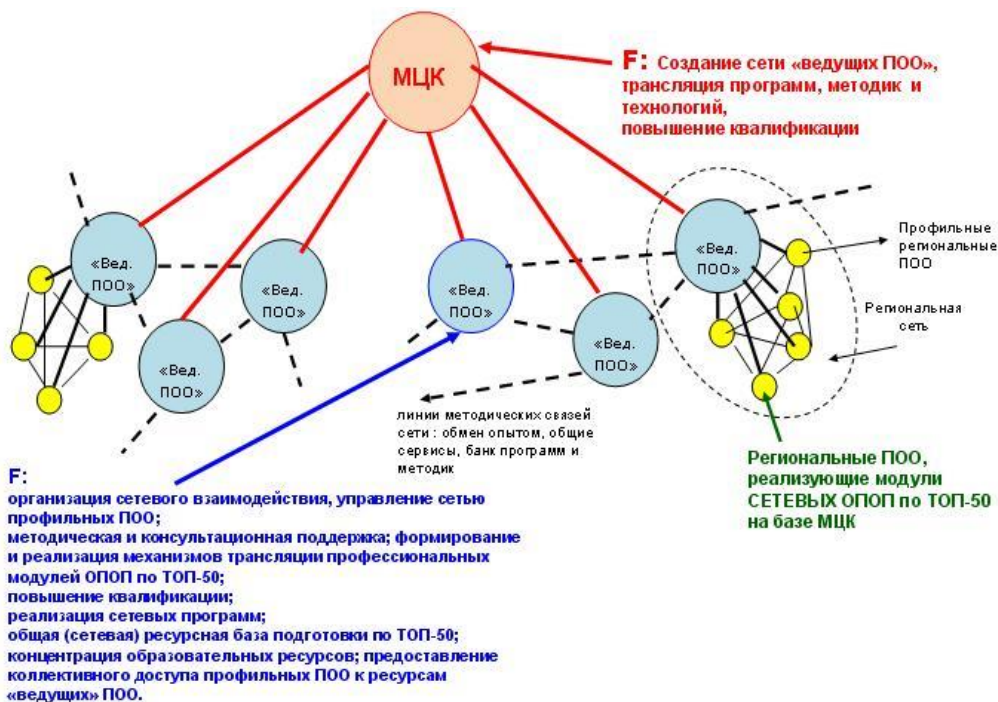 МЦК
F: Создание сети «ведущих ПОО»,
трансляция программ, методик и
технологий,
повышение квалификации
«Вед.
ПОО»
«Вед.
ПОО»
«Вед.
ПОО»
«Вед.
ПОО»
«Вед.
ПОО»
«Вед.
ПОО»
Профильные
региональные
ПОО
Региональная
сеть
линии методических связей
сети : обмен опытом, общие
сервисы, банк программ и
методик
Региональные ПОО,
реализующие модули
СЕТЕВЫХ ОПОП по ТОП-50
на базе МЦК
F:
организация сетевого взаимодействия, управление сетью
профильных ПОО;
методическая и консультационная поддержка; формирование
и реализация механизмов трансляции профессиональных
модулей ОПОП по ТОП-50;
повышение квалификации;
реализация сетевых программ;
общая (сетевая) ресурсная база подготовки по ТОП-50;
концентрация образовательных ресурсов; предоставление
коллективного доступа профильных ПОО к ресурсам
«ведущих» ПОО.